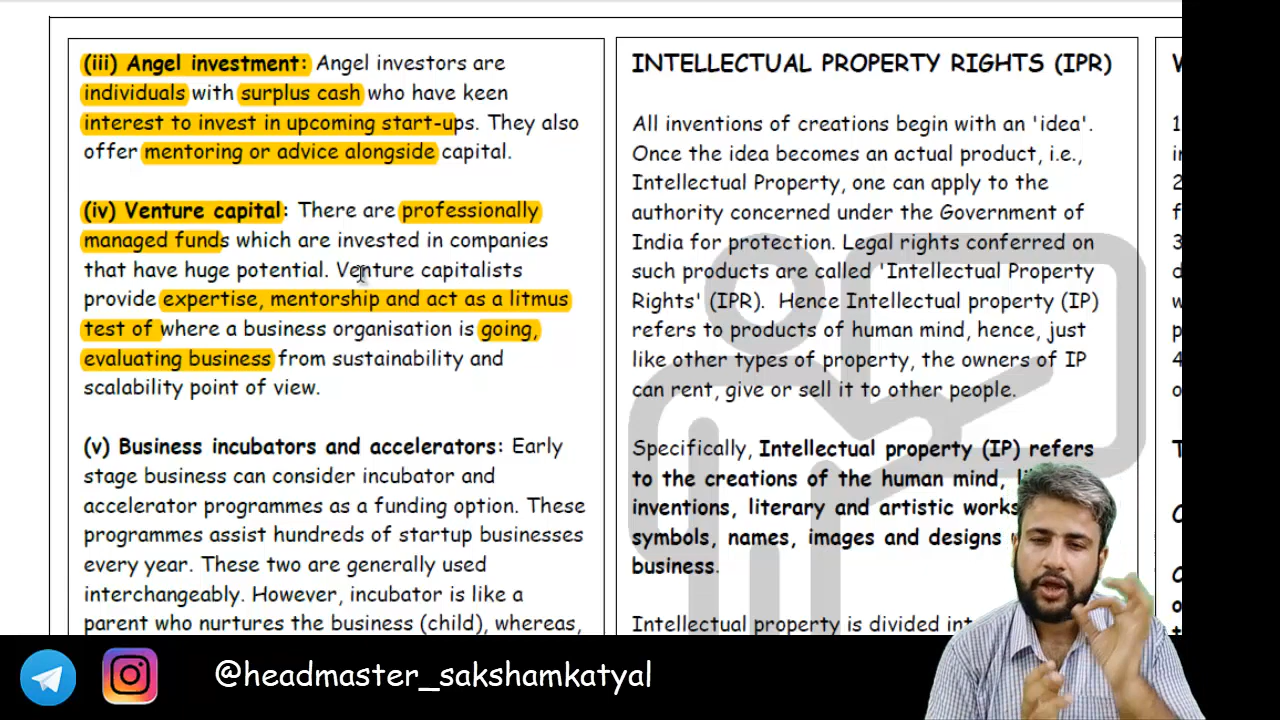 (iii) Angel investment: Angel investors are
individuals with surplus cash who have keen
interest to invest in upcoming start-ups. They also
offer mentoring or advice alongside capital.
(iv) Venture capital: There are professionally
managed funds which are invested in companies
that have huge potential. Venture capitalists
provide expertise, mentorship and act as a litmus
test of where a business organisation is going,
evaluating business from sustainability and
scalability point of view.
(v) Business incubators and accelerators: Early
stage business can consider incubator and
accelerator programmes as a funding option. These
programmes assist hundreds of startup businesses
every year. These two are generally used
interchangeably. However, incubator is like a
parent who nurtures the business (child), whereas,
INTELLECTUAL PROPERTY RIGHTS (IPR)
All inventions of creations begin with an 'idea'.
Once the idea becomes an actual product, i.e.,
Intellectual Property, one can apply to the
authority concerned under the Government of
India for protection. Legal rights conferred on
such products are called 'Intellectual Property
Rights' (IPR). Hence Intellectual property (IP)
refers to products of human mind, hence, just
like other types of property, the owners of IP
can rent, give or sell it to other people.
Specifically, Intellectual property (IP) refers
to the creations of the human mind,
inventions, literary and artistic works
symbols, names, images and designs
business.
Intellectual property is divided
1
2
3
4
@headmaster_sakshamkatyal